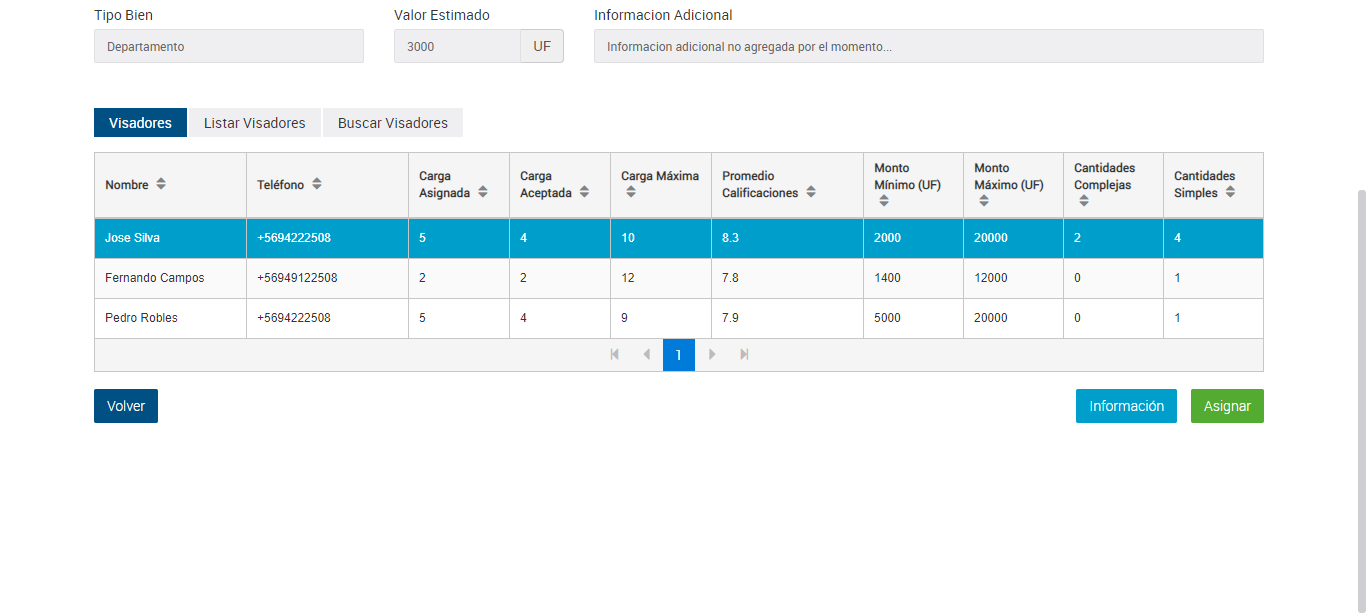 Tipo Bien Valor Estimado Informacion Adicional
Departamento 3000 UF Informacion adicional no agregada por el momento...
Visadores Listar Visadores Buscar Visadores
Nombre Teléfono Carga Asignada Carga Aceptada Carga Máxima Promedio Calificaciones Monto Mínimo (UF) Monto Máximo (UF) Cantidades Complejas Cantidades Simples
Jose Silva +5694222508 5 4 10 8.3 2000 20000 2 4
Fernando Campos +56949122508 2 2 12 7.8 1400 12000 0 1
Pedro Robles +5694222508 5 4 9 7.9 5000 20000 0 1
1
Volver Información Asignar